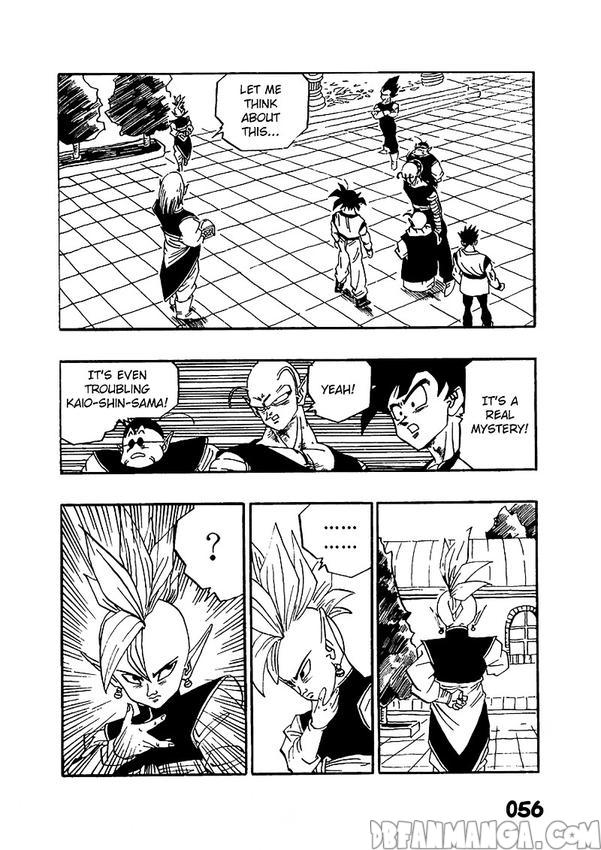 LET ME
THINK
ABOUT
THIS...
IT'S EVEN
TROUBLING
KAIO-SHIN-SAMA!
YEAH!
IT'S A
REAL
MYSTERY!
?
......
......
056
DBFANMANGA.COM